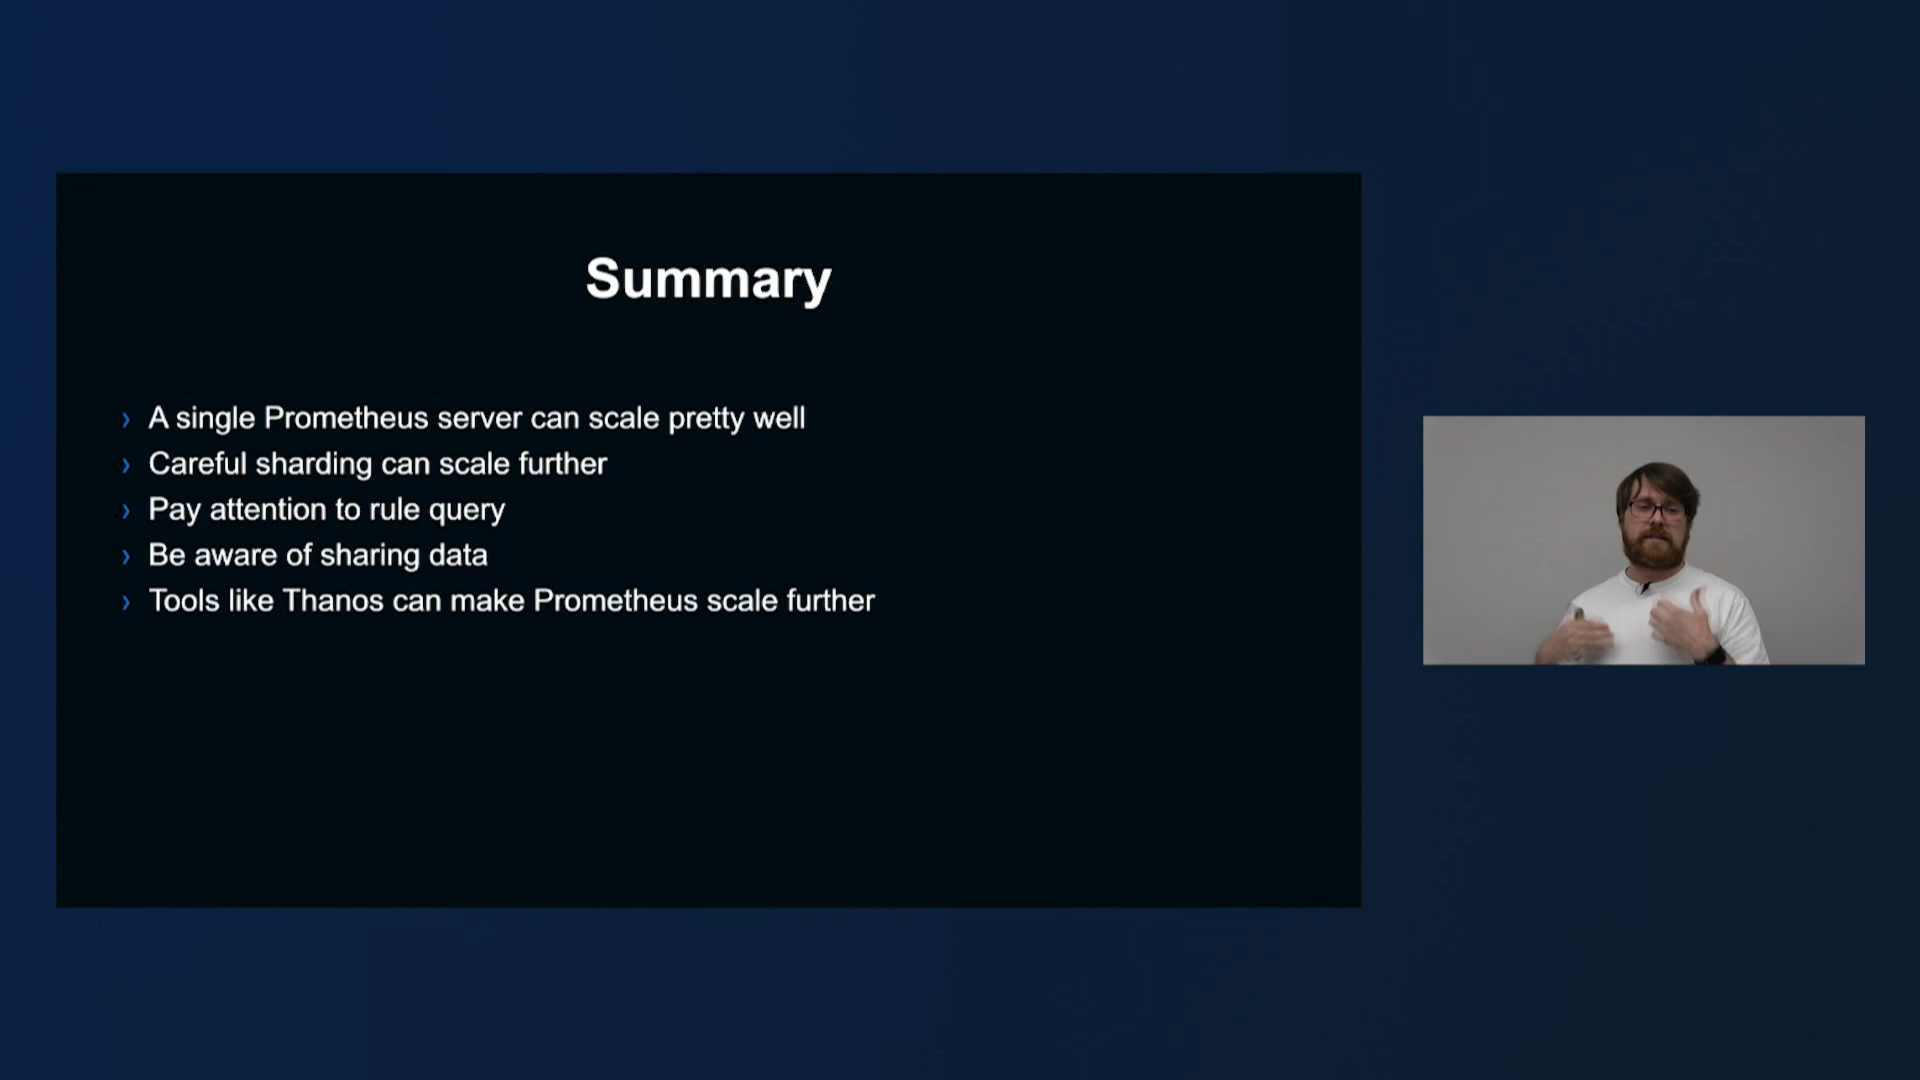 Summary
› A single Prometheus server can scale pretty well
› Careful sharding can scale further
› Pay attention to rule query
› Be aware of sharing data
› Tools like Thanos can make Prometheus scale further